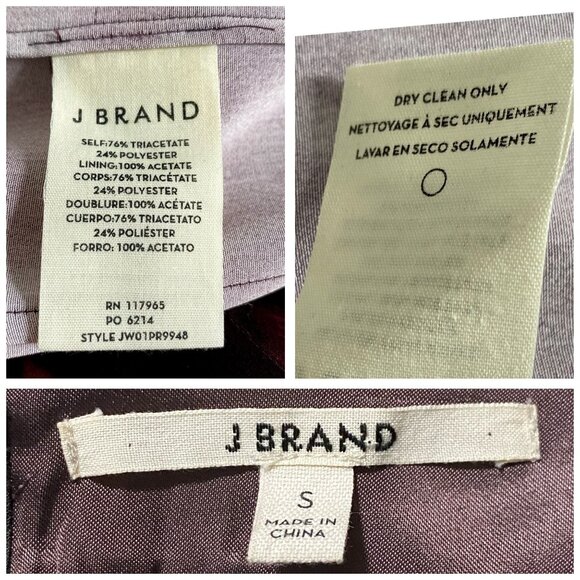 J BRAND
SELF:76% TRIACETATE
24% POLYESTER
LINING:100% ACETATE
CORPS:76% TRIACÉTATE
24% POLYESTER
DOUBLURE:100% ACÉTATE
CUERPO:76% TRIACETATO
24% POLIÉSTER
FORRO: 100% ACETATO
RN 117965
PO 6214
STYLE JW01PR9948
DRY CLEAN ONLY
NETTOYAGE À SEC UNIQUEMENT
LAVAR EN SECO SOLAMENTE
J BRAND
S
MADE IN
CHINA